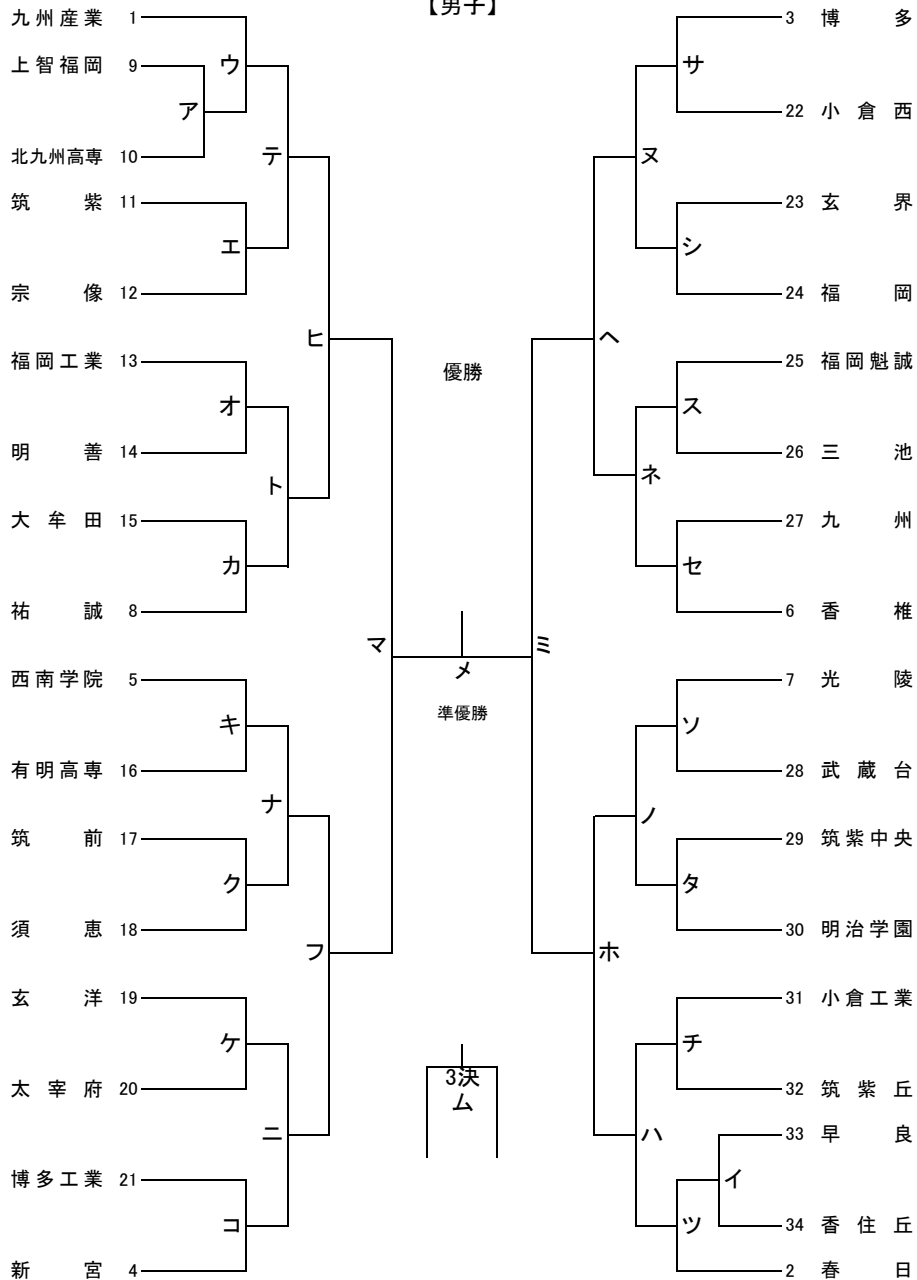 【男子】
九州産業 1
ウ
上智福岡 9
ア
北九州高専 10
テ
筑紫 11
エ
宗像 12
ヒ
福岡工業 13
オ
明善 14
ト
大牟田 15
カ
祐誠 8
マ
西南学院 5
キ
有明高専 16
ナ
筑前 17
ク
須恵 18
フ
玄洋 19
ケ
太宰府 20
ニ
博多工業 21
コ
新宮 4
優勝
メ
準優勝
3決
ム
3 博多
サ
22 小倉西
ヌ
23 玄界
シ
24 福岡
ヘ
25 福岡魁誠
ス
26 三池
ネ
27 九州
セ
6 香椎
ミ
7 光陵
ソ
28 武蔵台
ノ
29 筑紫中央
タ
30 明治学園
ホ
31 小倉工業
チ
32 筑紫丘
ハ
33 早良
イ
34 香住丘
ツ
2 春日